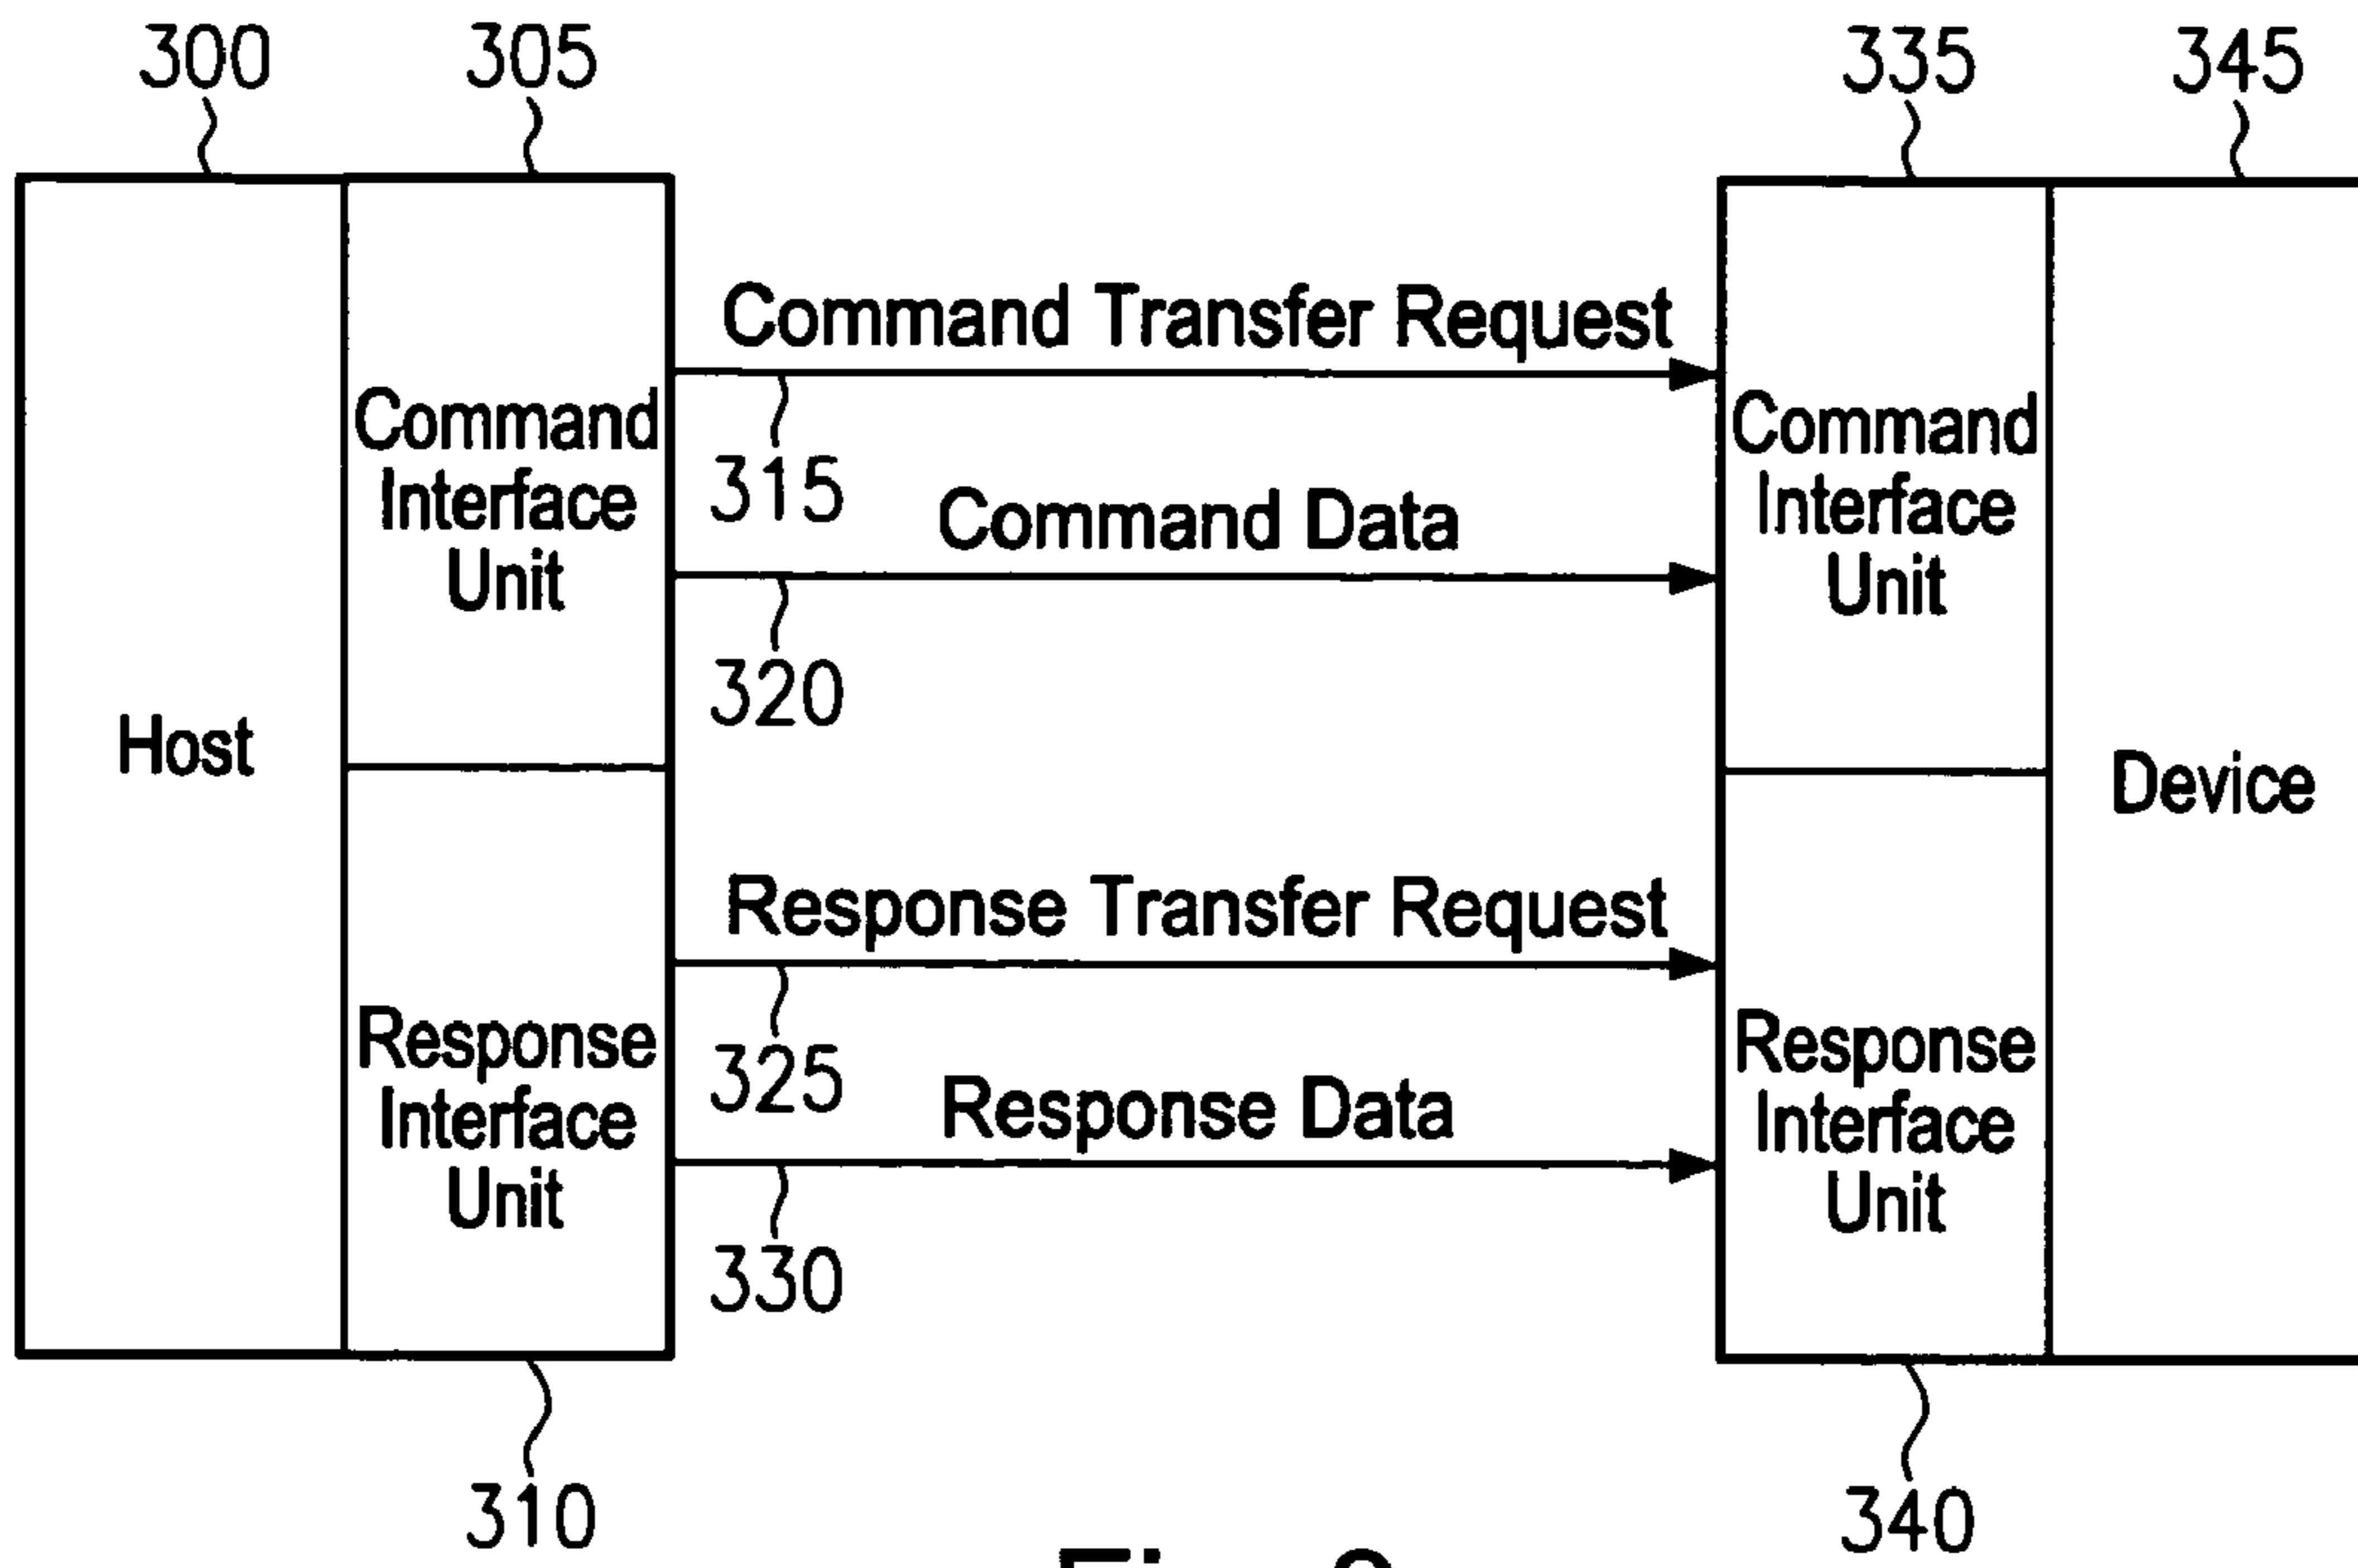 300
305
335
345
Command Transfer Request
315
Command
Interface
Unit
Command
Interface
Unit
Command Data
320
Host
Device
Response Transfer Request
325
Response
Interface
Unit
Response
Interface
Unit
Response Data
330
310
340